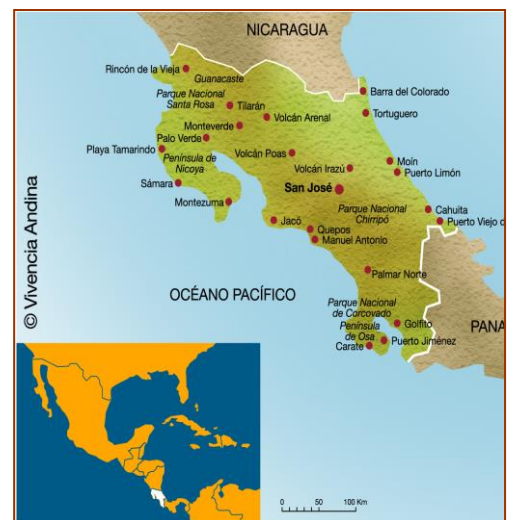 NICARAGUA
Rincón de la Vieja
Guanacaste
Barra del Colorado
Parque Nacional
Santa Rosa
Tilarán
Tortuguero
Volcán Arenal
Monteverde
Palo Verde
Playa Tamarindo
Península de
Nicoya
Volcán Poas
Moín
Volcán Irazú
Puerto Limón
Sámara
San José
Montezuma
Parque Nacional
Chirripó
Cahuita
Jacó
Puerto Viejo d
Quepos
Manuel Antonio
Palmar Norte
OCÉANO PACÍFICO
Parque Nacional
de Corcovado
Península
de Osa
Golfito
PANA
Carate
Puerto Jiménez
© Vivencia Andina
0 50 100 Km